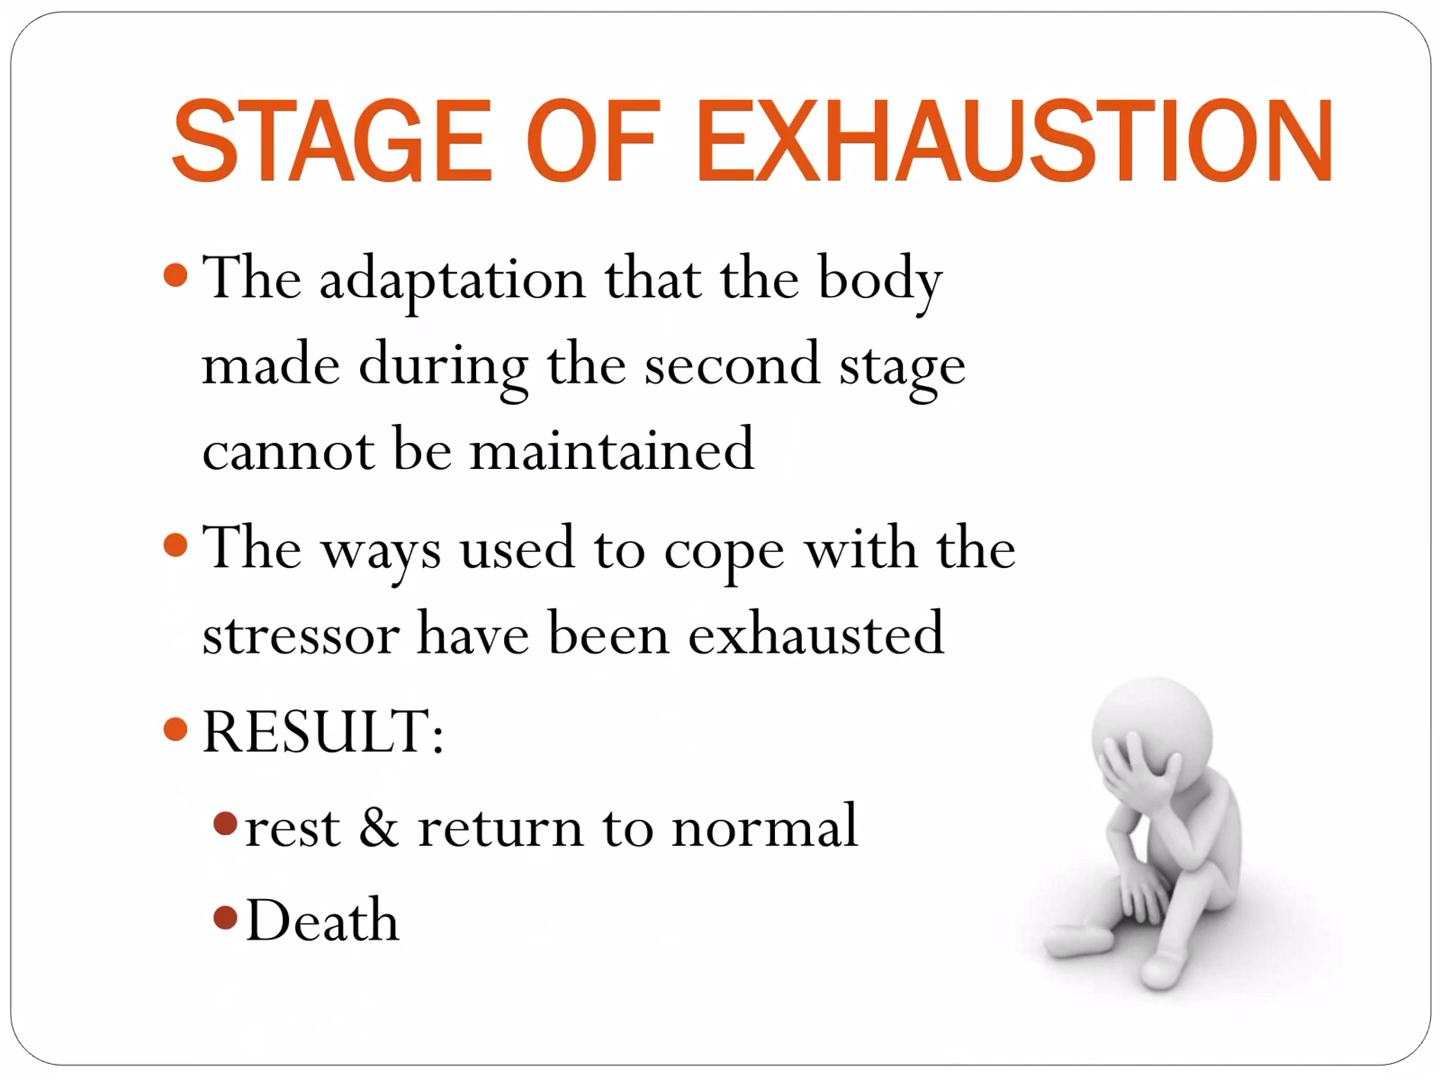 STAGE OF EXHAUSTION
• The adaptation that the body
made during the second stage
cannot be maintained
• The ways used to cope with the
stressor have been exhausted
• RESULT:
• rest & return to normal
• Death